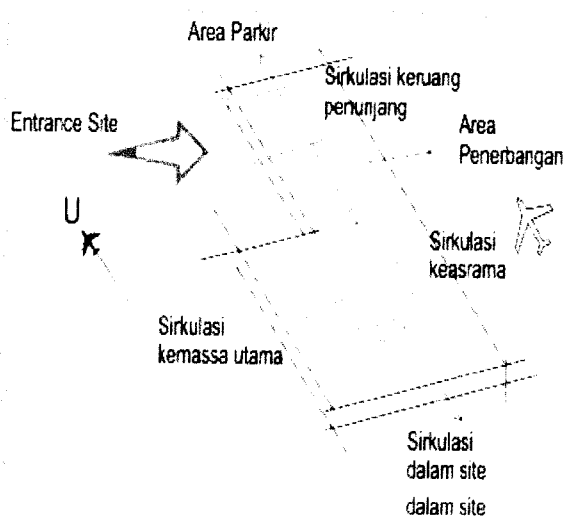 Area Parkir
Sirkulasi keruang
penunjang
Entrance Site
Area
Penerbangan
U
Sirkulasi
keasrama
Sirkulasi
kemassa utama
Sirkulasi
dalam site
dalam site